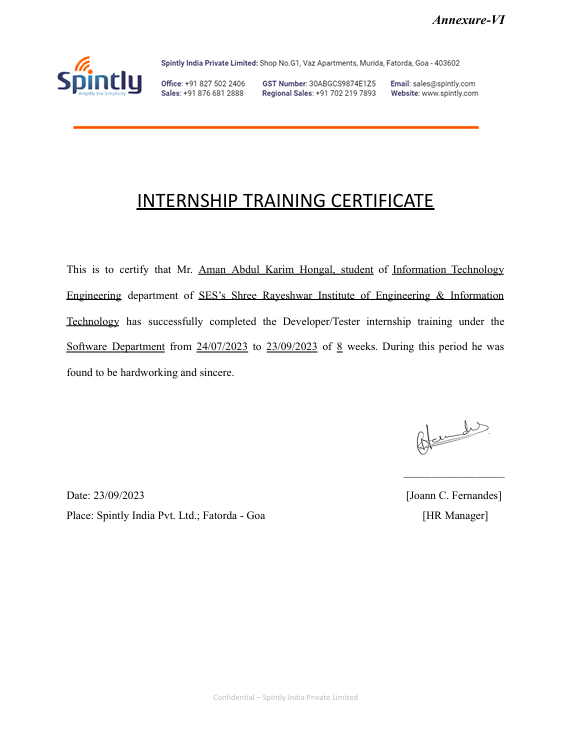 Annexure-VI
Spintly
Amplify the Simplicity
Spintly India Private Limited: Shop No.G1, Vaz Apartments, Murida, Fatorda, Goa - 403602
Office: +91 827 502 2406 GST Number: 30ABGCS9874E1Z5 Email: sales@spintly.com
Sales: +91 876 681 2888 Regional Sales: +91 702 219 7893 Website: www.spintly.com
INTERNSHIP TRAINING CERTIFICATE
This is to certify that Mr. Aman Abdul Karim Hongal, student of Information Technology
Engineering department of SES's Shree Rayeshwar Institute of Engineering & Information
Technology has successfully completed the Developer/Tester internship training under the
Software Department from 24/07/2023 to 23/09/2023 of 8 weeks. During this period he was
found to be hardworking and sincere.
Date: 23/09/2023 [Joann C. Fernandes]
Place: Spintly India Pvt. Ltd.; Fatorda - Goa [HR Manager]
Confidential – Spintly India Private Limited